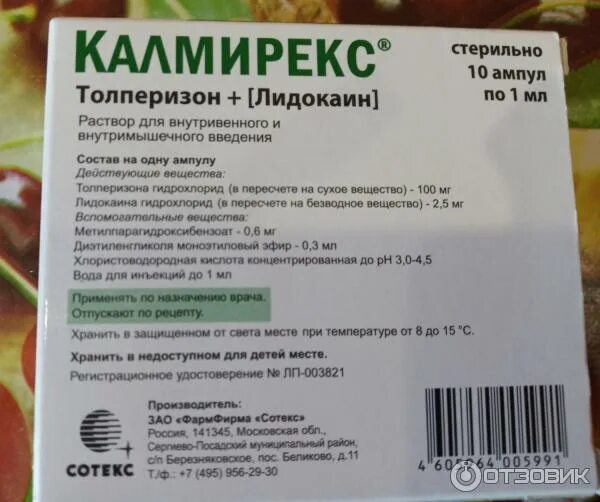 КАЛМИРЕКС®
стерильно
10 ампул
по 1 мл
Толперизон + [Лидокаин]
Раствор для внутривенного и
внутримышечного введения
Состав на одну ампулу
Действующие вещества:
Толперизона гидрохлорид (в пересчете на сухое вещество) - 100 мг
Лидокаина гидрохлорид (в пересчете на безводное вещество) - 2,5 мг
Вспомогательные вещества:
Метилпарагидроксибензоат - 0,6 мг
Диэтиленгликоля моноэтиловый эфир - 0,3 мл
Хлористоводородная кислота концентрированная до pH 3,0-4,5
Вода для инъекций до 1 мл
Применять по назначению врача.
Отпускают по рецепту.
Хранить в защищенном от света месте при температуре от 8 до 15 °С.
Хранить в недоступном для детей месте.
Регистрационное удостоверение № ЛП-003821
Производитель:
ЗАО «ФармФирма «Сотекс»
Россия, 141345, Московская обл.,
Сергиево-Посадский муниципальный район,
с/п Березняковское, пос. Беликово, д.11
Т./ф.: +7 (495) 956-29-30
СОТЕКС
4 605964 005991
ОТЗОВИК